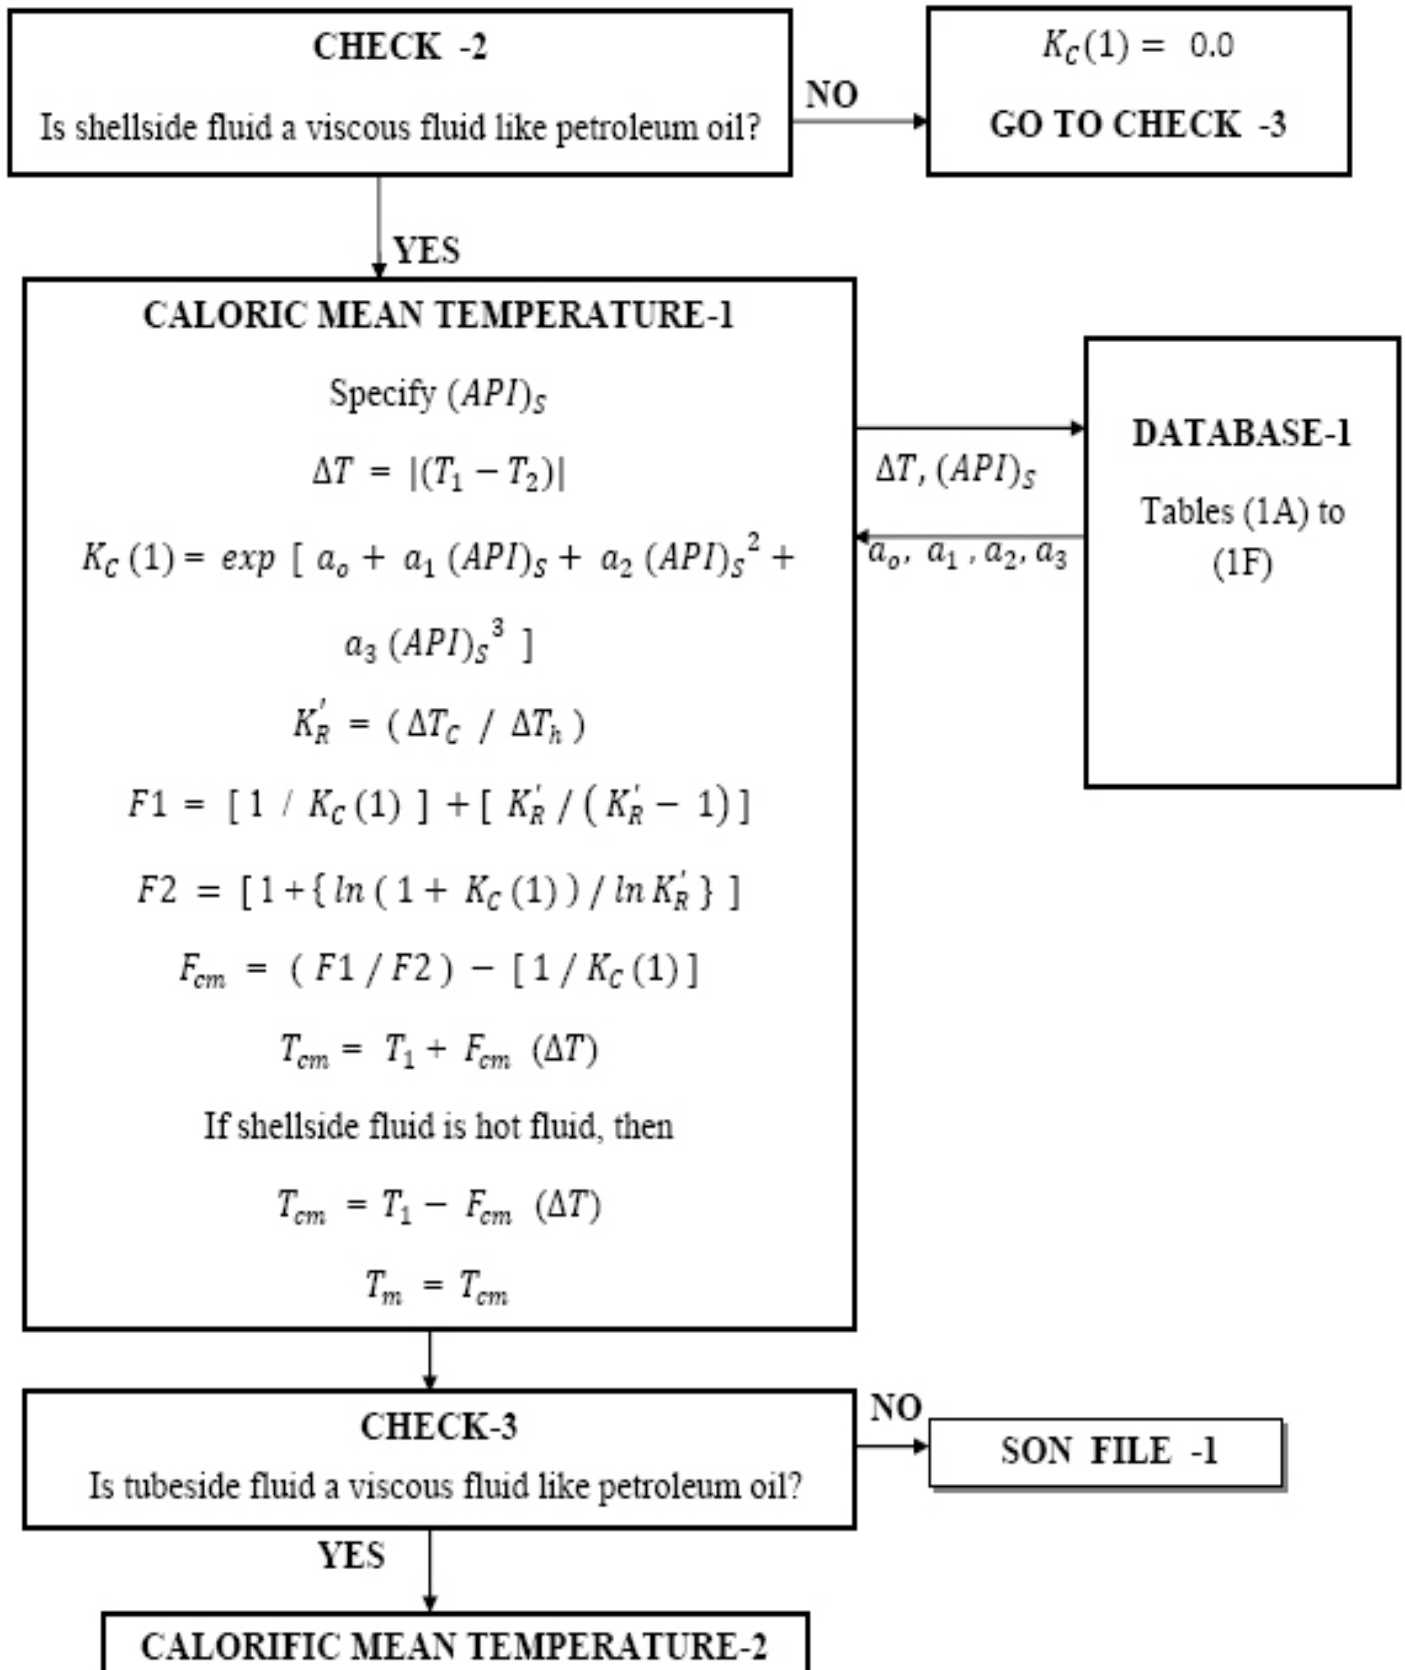 CHECK -2
Is shellside fluid a viscous fluid like petroleum oil?
NO
K_C(1) = 0.0
GO TO CHECK -3
YES
CALORIC MEAN TEMPERATURE-1
Specify (API)_S
ΔT = |(T_1 − T_2)|
K_C (1) = exp [ a_o + a_1 (API)_S + a_2 (API)_S^2 +
a_3 (API)_S^3 ]
K_R' = ( ΔT_C / ΔT_h )
F1 = [ 1 / K_C (1) ] + [ K_R' / ( K_R' − 1) ]
F2 = [ 1 + { ln ( 1 + K_C (1) ) / ln K_R' } ]
F_cm = ( F1 / F2 ) − [ 1 / K_C (1) ]
T_cm = T_1 + F_cm (ΔT)
If shellside fluid is hot fluid, then
T_cm = T_1 − F_cm (ΔT)
T_m = T_cm
ΔT, (API)_S
a_o, a_1 , a_2, a_3
DATABASE-1
Tables (1A) to
(1F)
CHECK-3
Is tubeside fluid a viscous fluid like petroleum oil?
NO
SON FILE -1
YES
CALORIFIC MEAN TEMPERATURE-2